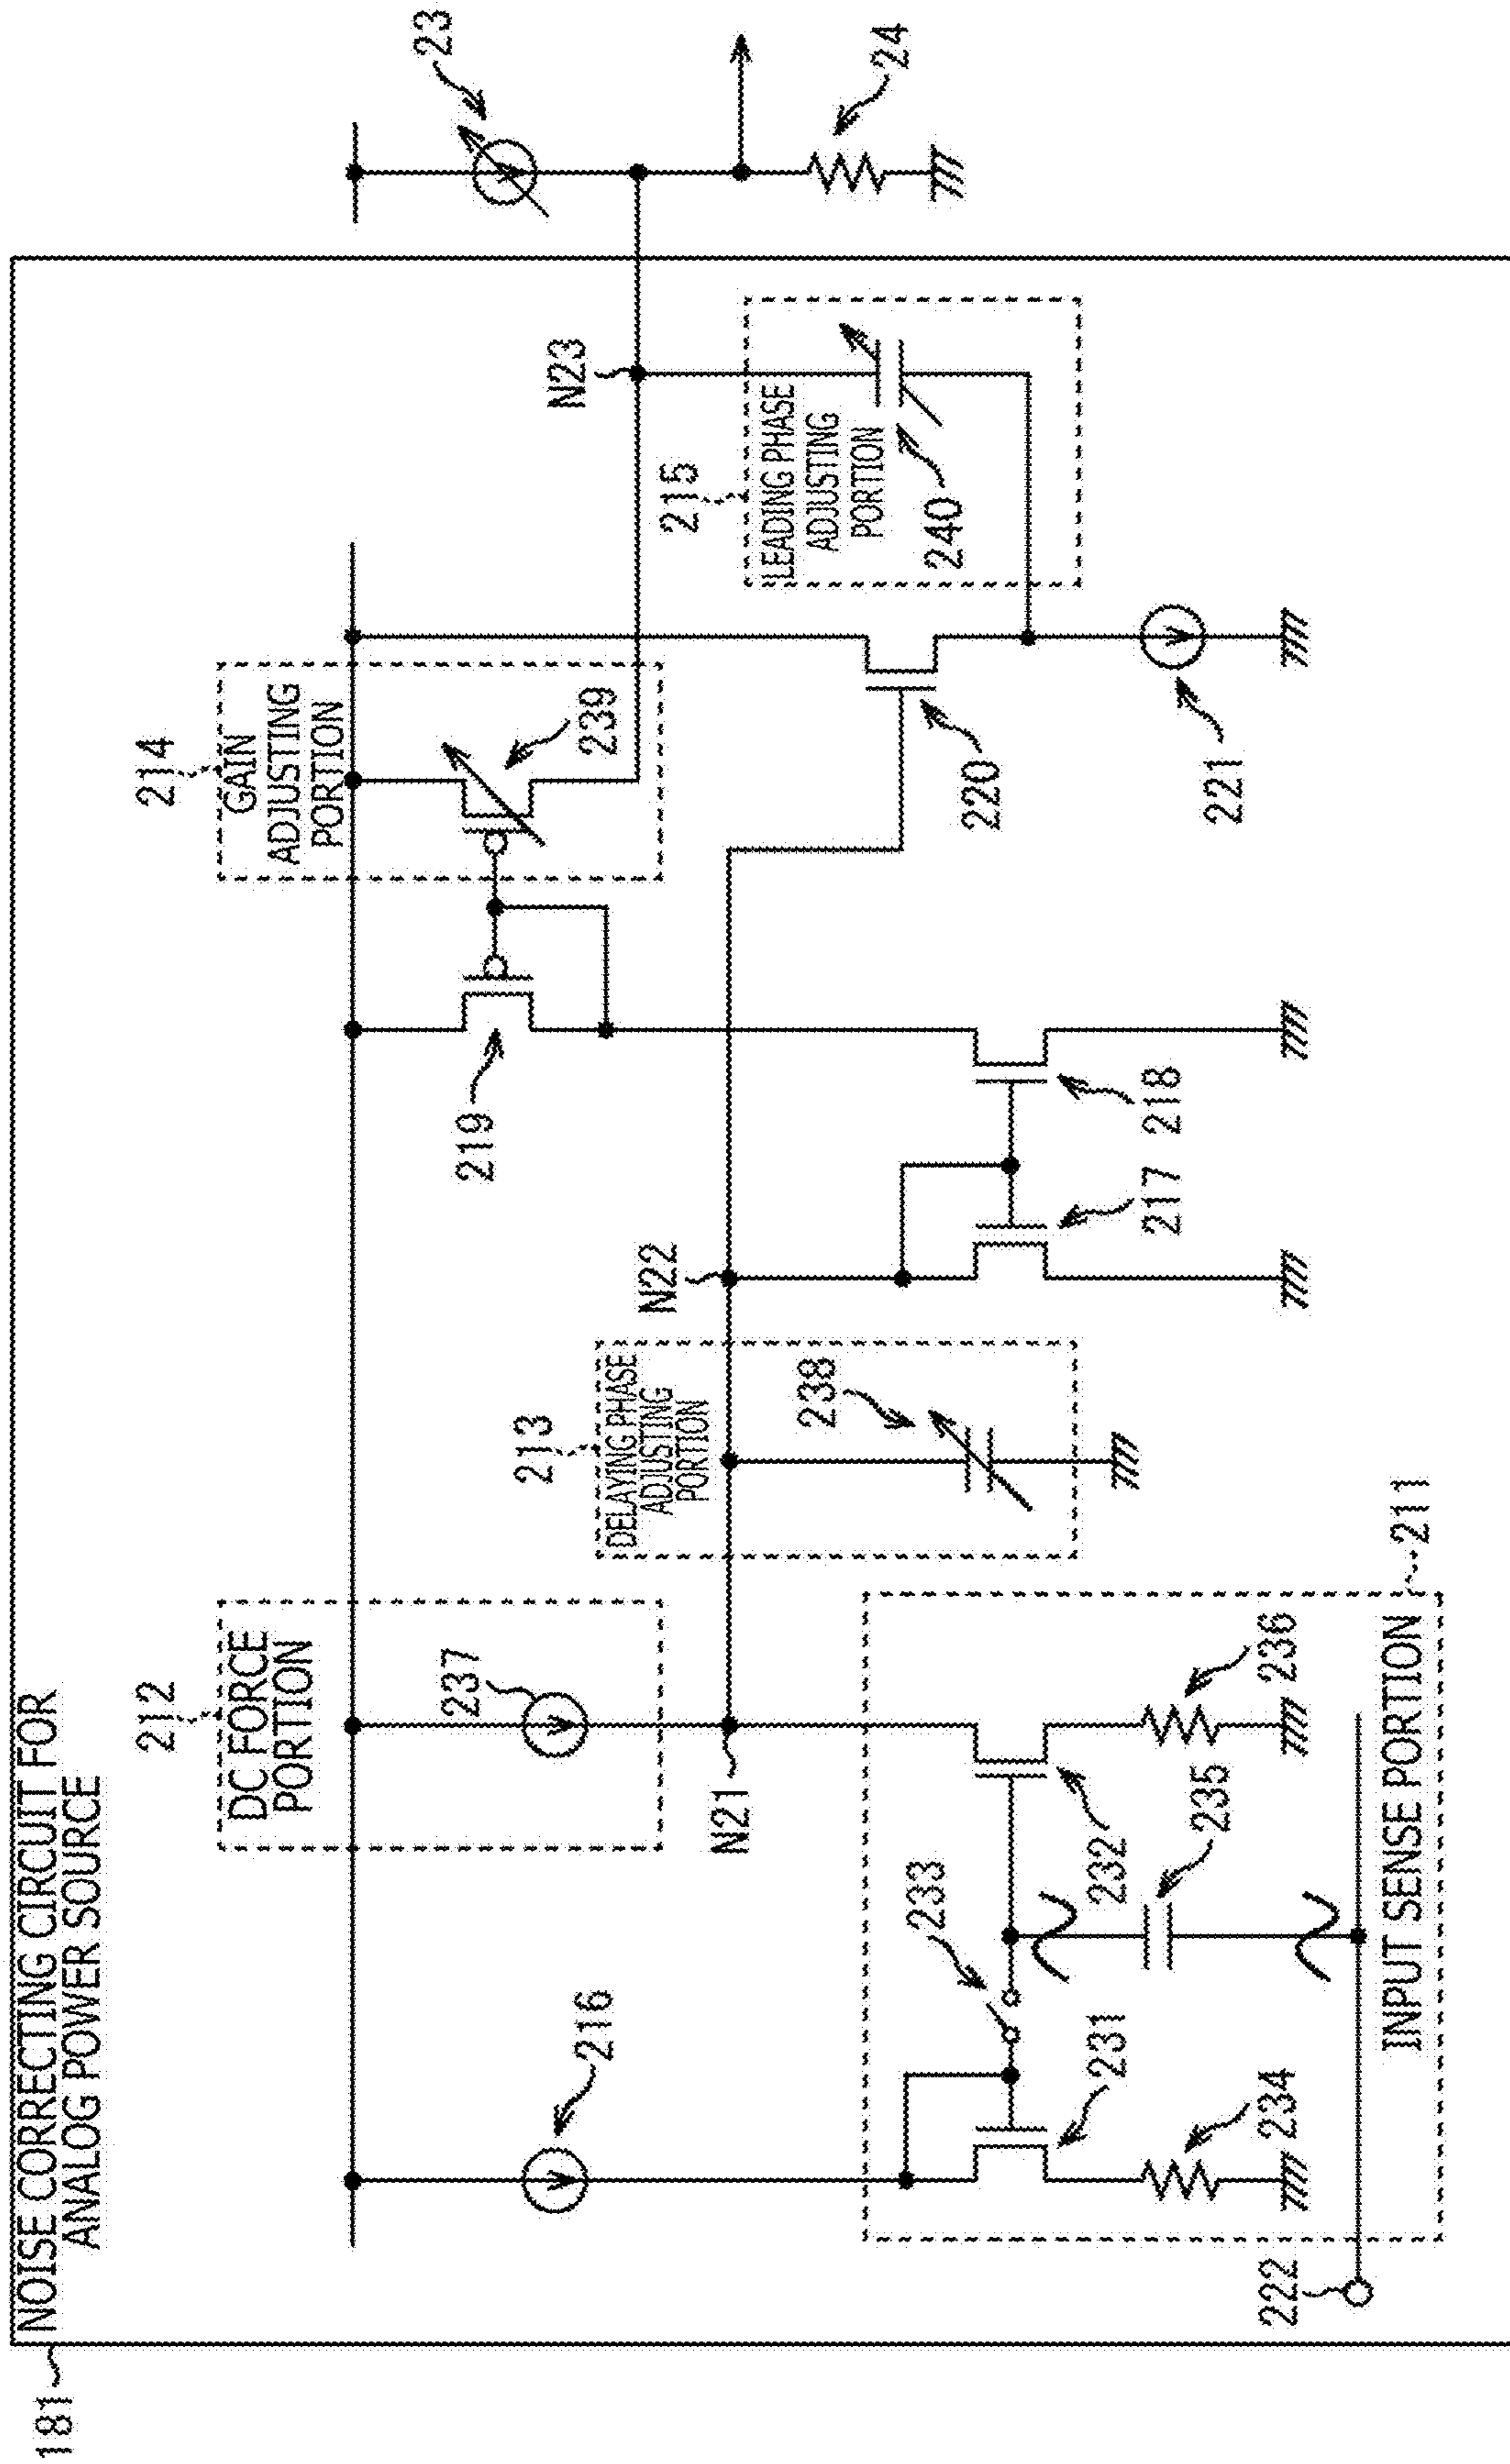 181
NOISE CORRECTING CIRCUIT FOR
ANALOG POWER SOURCE
212
DC FORCE
PORTION
237
216
N21
213
DELAYING PHASE
ADJUSTING
PORTION
238
N22
219
214
GAIN
ADJUSTING
PORTION
239
N23
215
LEADING PHASE
ADJUSTING
PORTION
240
23
24
220
221
217
218
233
232
231
235
234
236
222
INPUT SENSE PORTION
211